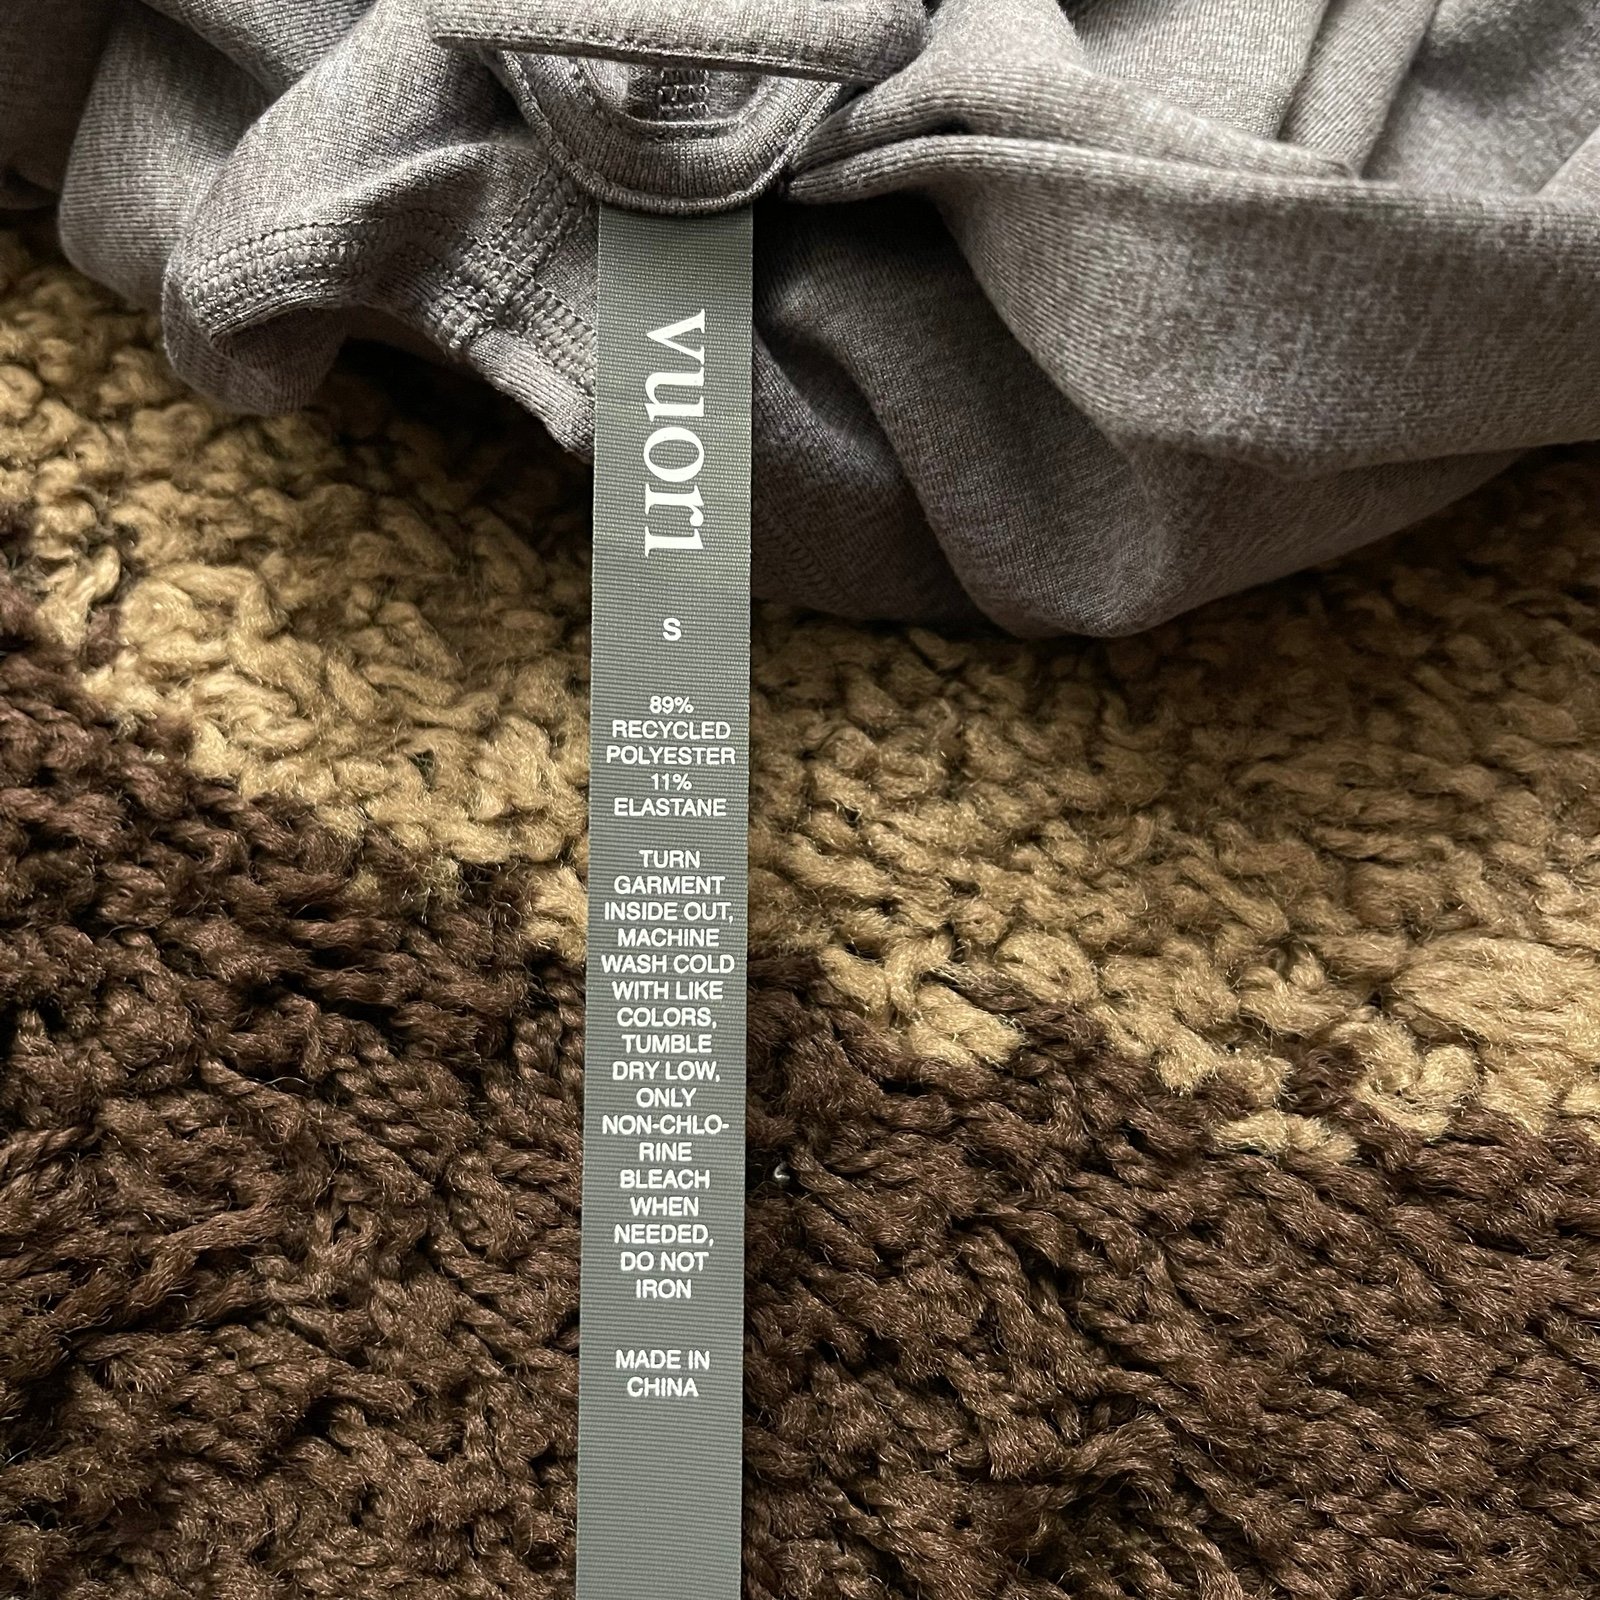 vuori
S
89%
RECYCLED
POLYESTER
11%
ELASTANE
TURN
GARMENT
INSIDE OUT,
MACHINE
WASH COLD
WITH LIKE
COLORS,
TUMBLE
DRY LOW,
ONLY
NON-CHLO-
RINE
BLEACH
WHEN
NEEDED,
DO NOT
IRON
MADE IN
CHINA